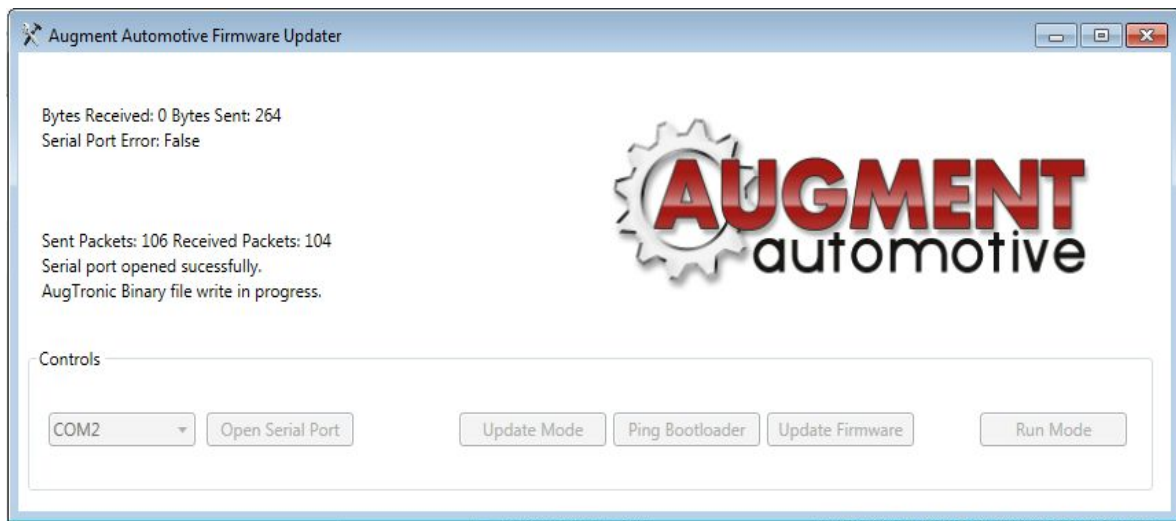 Augment Automotive Firmware Updater
Bytes Received: 0 Bytes Sent: 264
Serial Port Error: False
AUGMENT
automotive
Sent Packets: 106 Received Packets: 104
Serial port opened sucessfully.
AugTronic Binary file write in progress.
Controls
COM2 Open Serial Port Update Mode Ping Bootloader Update Firmware Run Mode